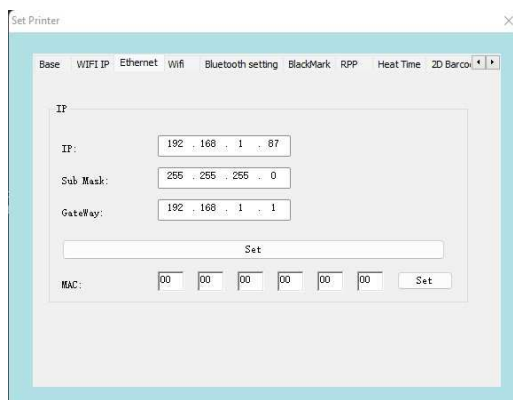 Set Printer
Base WIFI IP Ethernet Wifi Bluetooth setting BlackMark RPP Heat Time 2D Barco
IP
IP: 192 . 168 . 1 . 87
Sub Mask: 255 . 255 . 255 . 0
GateWay: 192 . 168 . 1 . 1
Set
MAC: 00 00 00 00 00 00 Set